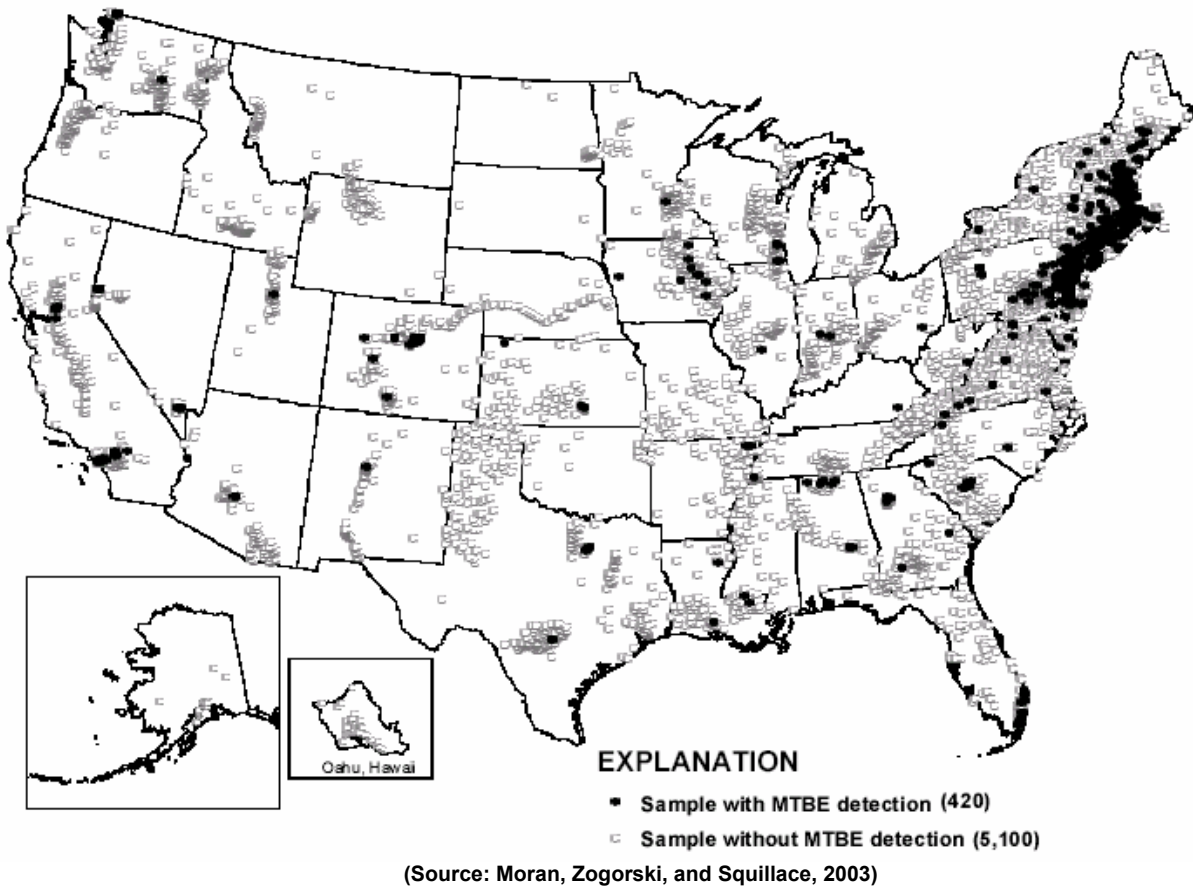 Oahu, Hawaii
EXPLANATION
Sample with MTBE detection (420)
Sample without MTBE detection (5,100)
(Source: Moran, Zogorski, and Squillace, 2003)